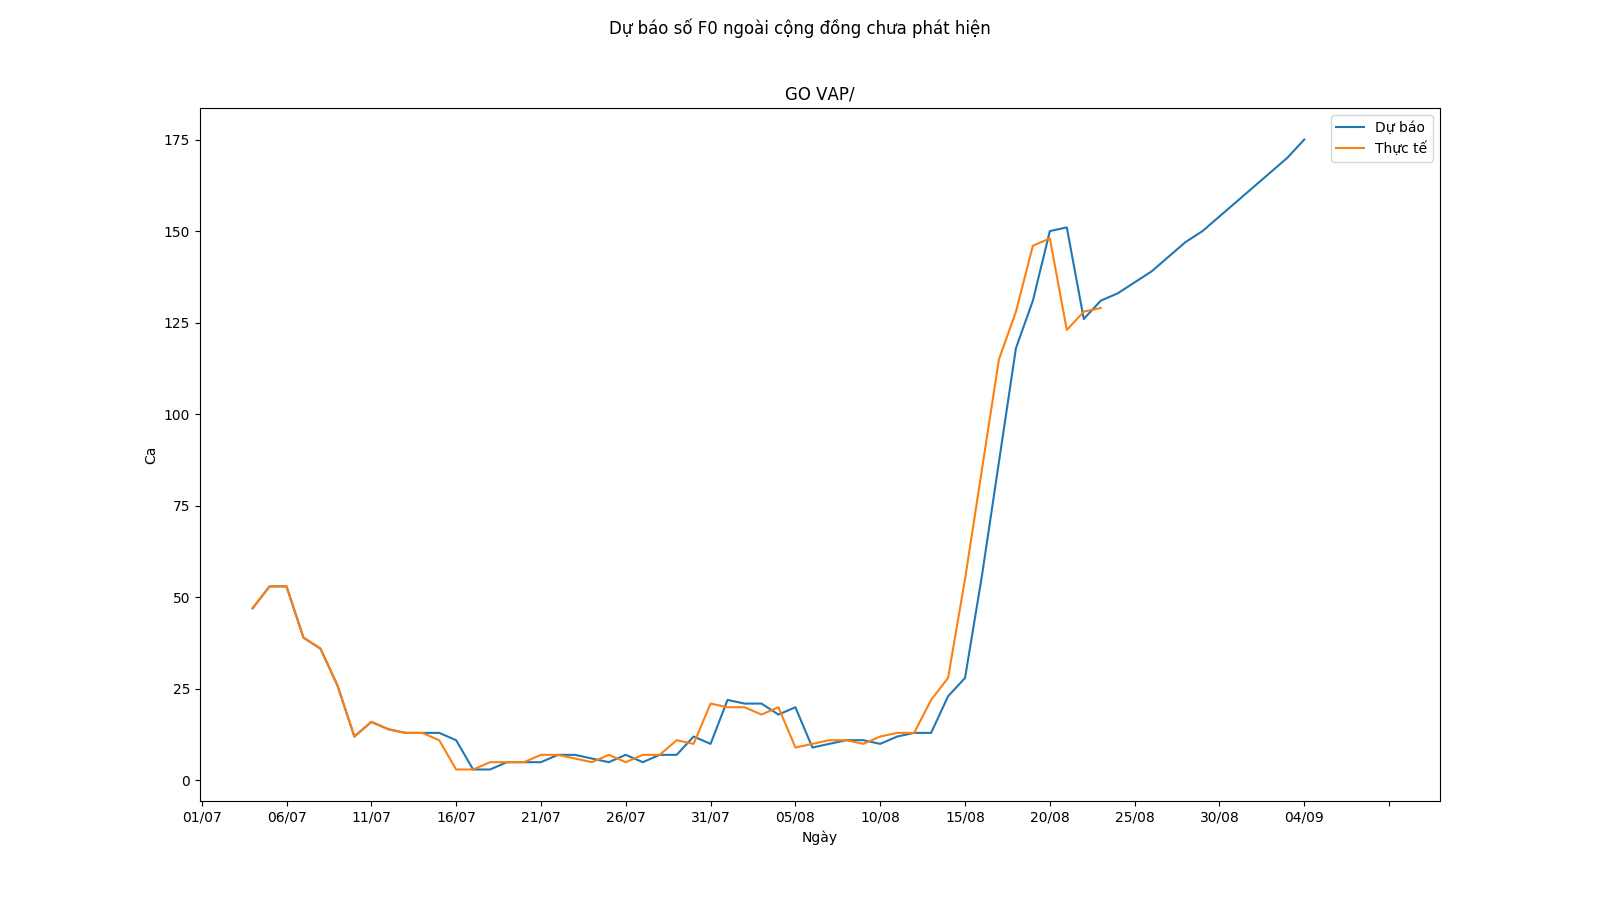 Dự báo số F0 ngoài cộng đồng chưa phát hiện
GO VAP/
Dự báo
Thực tế
175
150
125
100
75
50
25
0
Ca
01/07 06/07 11/07 16/07 21/07 26/07 31/07 05/08 10/08 15/08 20/08 25/08 30/08 04/09
Ngày